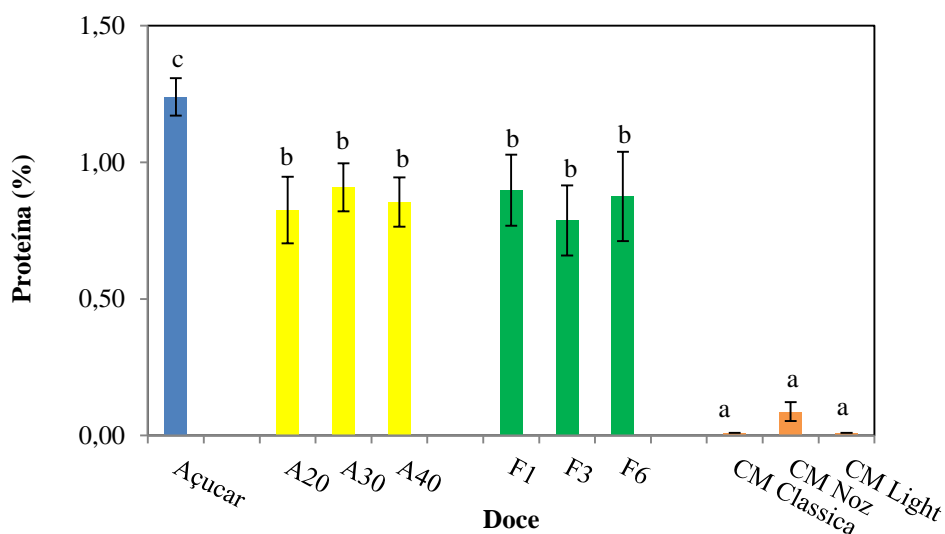 1,50
1,00
0,50
0,00
Proteína (%)
c
b
b
b
b
b
b
a
a
a
Açucar
A20
A30
A40
F1
F3
F6
CM Classica
CM Noz
CM Light
Doce